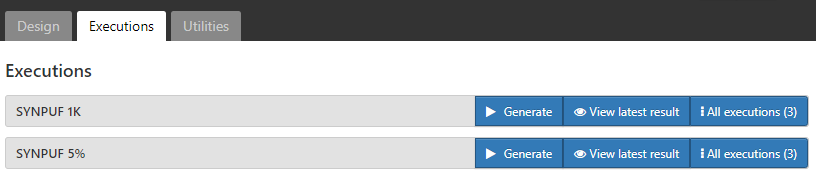 Design Executions Utilities
Executions
SYNPUF 1K Generate View latest result All executions (3)
SYNPUF 5% Generate View latest result All executions (3)